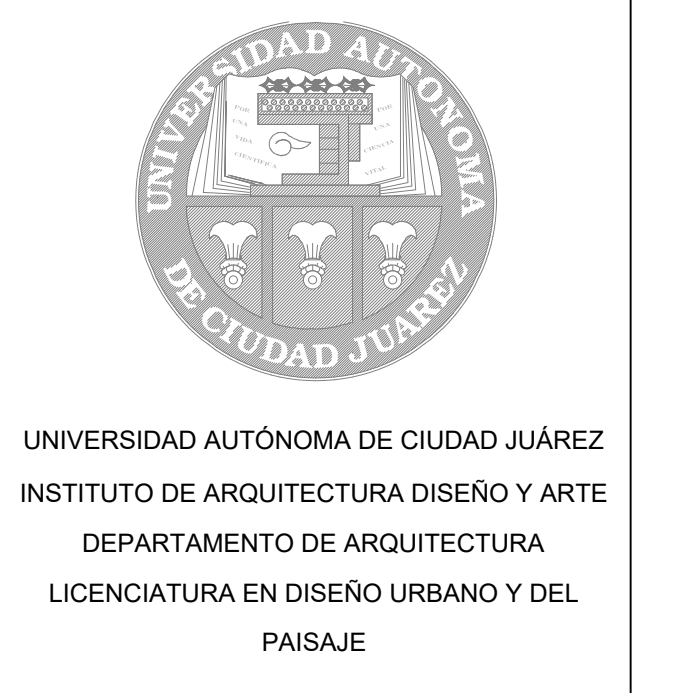 UNIVERSIDAD AUTONOMA
DE CIUDAD JUAREZ
POR
UNA
VIDA
CIENTIFICA
POR
UNA
CIENCIA
VITAL
UNIVERSIDAD AUTÓNOMA DE CIUDAD JUÁREZ
INSTITUTO DE ARQUITECTURA DISEÑO Y ARTE
DEPARTAMENTO DE ARQUITECTURA
LICENCIATURA EN DISEÑO URBANO Y DEL
PAISAJE